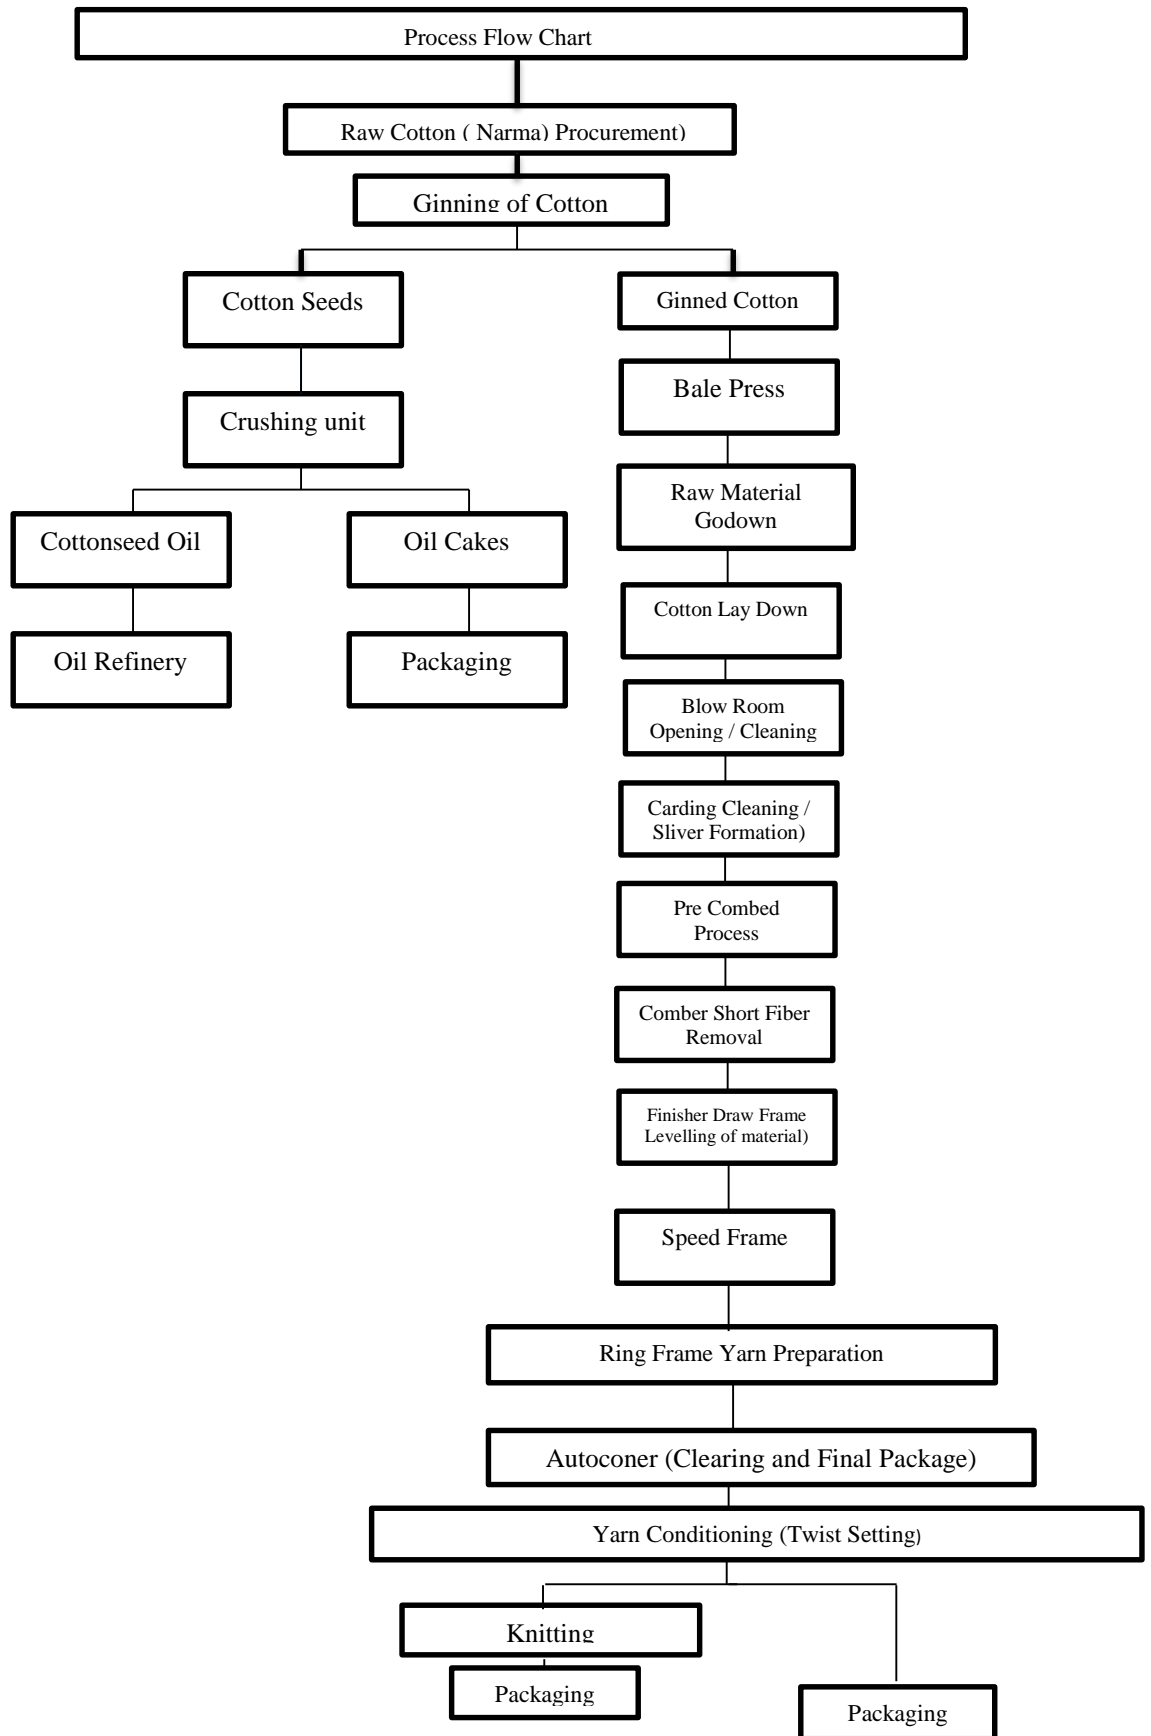 Process Flow Chart
Raw Cotton ( Narma) Procurement)
Ginning of Cotton
Cotton Seeds
Ginned Cotton
Crushing unit
Bale Press
Cottonseed Oil
Oil Cakes
Raw Material
Godown
Oil Refinery
Packaging
Cotton Lay Down
Blow Room
Opening / Cleaning
Carding Cleaning /
Sliver Formation)
Pre Combed
Process
Comber Short Fiber
Removal
Finisher Draw Frame
Levelling of material)
Speed Frame
Ring Frame Yarn Preparation
Autoconer (Clearing and Final Package)
Yarn Conditioning (Twist Setting)
Knitting
Packaging
Packaging